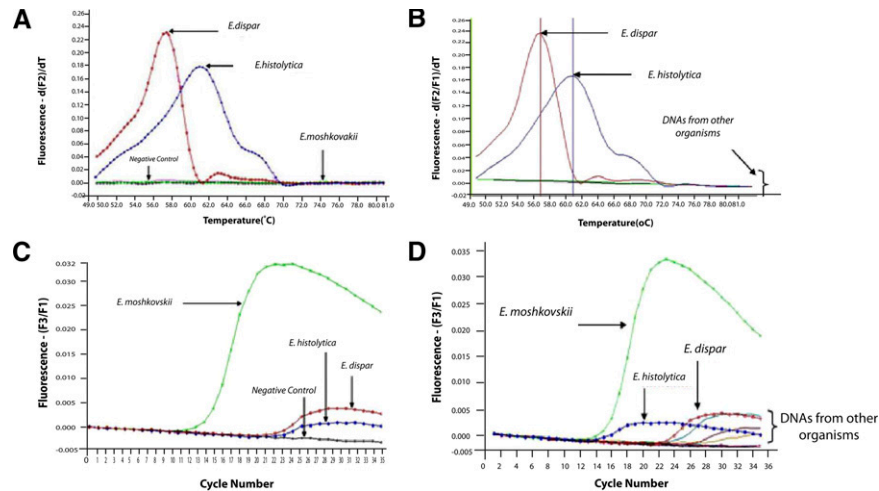 A
Fluorescence - d(F2)/dT
0.26
0.24
0.22
0.20
0.18
0.16
0.14
0.12
0.10
0.08
0.06
0.04
0.02
0.00
-0.02
E.dispar
E.histolytica
E.moshkovakii
Negative Control
49.0 50.0 52.0 54.0 56.0 58.0 60.0 62.0 64.0 66.0 68.0 70.0 72.0 74.0 76.0 78.0 80.0 81.0
Temperature(°C)
B
Fluorescence - d(F2/F1)/dT
0.26
0.24
0.22
0.20
0.18
0.16
0.14
0.12
0.10
0.08
0.06
0.04
0.02
0.00
-0.02
E. dispar
E. histolytica
DNAs from other
organisms
49.0 50.0 52.0 54.0 56.0 58.0 60.0 62.0 64.0 66.0 68.0 70.0 72.0 74.0 76.0 78.0 80.0 81.0
Temperature(oC)
C
Fluorescence - (F3/F1)
0.032
0.030
0.025
0.020
0.015
0.010
0.005
0.000
-0.005
E. moshkovskii
E. histolytica
E. dispar
Negative Control
0 1 2 3 4 5 6 7 8 9 10 11 12 13 14 15 16 17 18 19 20 21 22 23 24 25 26 27 28 29 30 31 32 33 34 35
Cycle Number
D
Fluorescence - (F3/F1)
0.035
0.030
0.025
0.020
0.015
0.010
0.005
0.000
-0.005
E. moshkovskii
E. dispar
E. histolytica
DNAs from other
organisms
0 2 4 6 8 10 12 14 16 18 20 22 24 26 28 30 32 34 36
Cycle Number